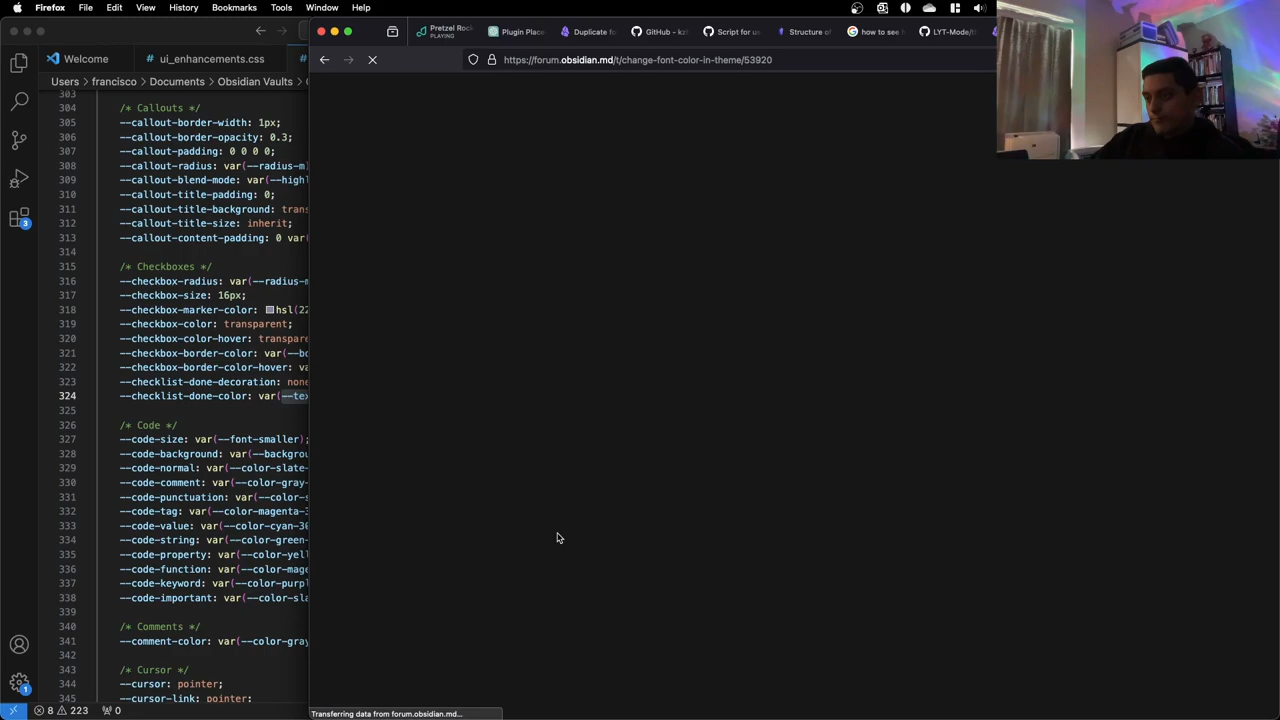 Firefox File Edit View History Bookmarks Tools Window Help
Welcome
ui_enhancements.css
Pretzel Rock
PLAYING
Plugin Place
Duplicate fo
GitHub - kzf
Script for us
Structure of
how to see f
LYT-Mode/th
Users francisco Documents Obsidian Vaults C
https://forum.obsidian.md/t/change-font-color-in-theme/53920
303
304 /* Callouts */
305 --callout-border-width: 1px;
306 --callout-border-opacity: 0.3;
307 --callout-padding: 0 0 0 0;
308 --callout-radius: var(--radius-m
309 --callout-blend-mode: var(--high
310 --callout-title-padding: 0;
311 --callout-title-background: trans
312 --callout-title-size: inherit;
313 --callout-content-padding: 0 var(
314
315 /* Checkboxes */
316 --checkbox-radius: var(--radius-m
317 --checkbox-size: 16px;
318 --checkbox-marker-color: hsl(22
319 --checkbox-color: transparent;
320 --checkbox-color-hover: transpare
321 --checkbox-border-color: var(--bo
322 --checkbox-border-color-hover: va
323 --checklist-done-decoration: none
324 --checklist-done-color: var(--tex
325
326 /* Code */
327 --code-size: var(--font-smaller);
328 --code-background: var(--backgrou
329 --code-normal: var(--color-slate-
330 --code-comment: var(--color-gray-
331 --code-punctuation: var(--color-s
332 --code-tag: var(--color-magenta-3
333 --code-value: var(--color-cyan-30
334 --code-string: var(--color-green-
335 --code-property: var(--color-yell
336 --code-function: var(--color-mage
337 --code-keyword: var(--color-purpl
338 --code-important: var(--color-sla
339
340 /* Comments */
341 --comment-color: var(--color-gray
342
343 /* Cursor */
344 --cursor: pointer;
345 --cursor-link: pointer;
3
1
8 223 0
Transferring data from forum.obsidian.md...